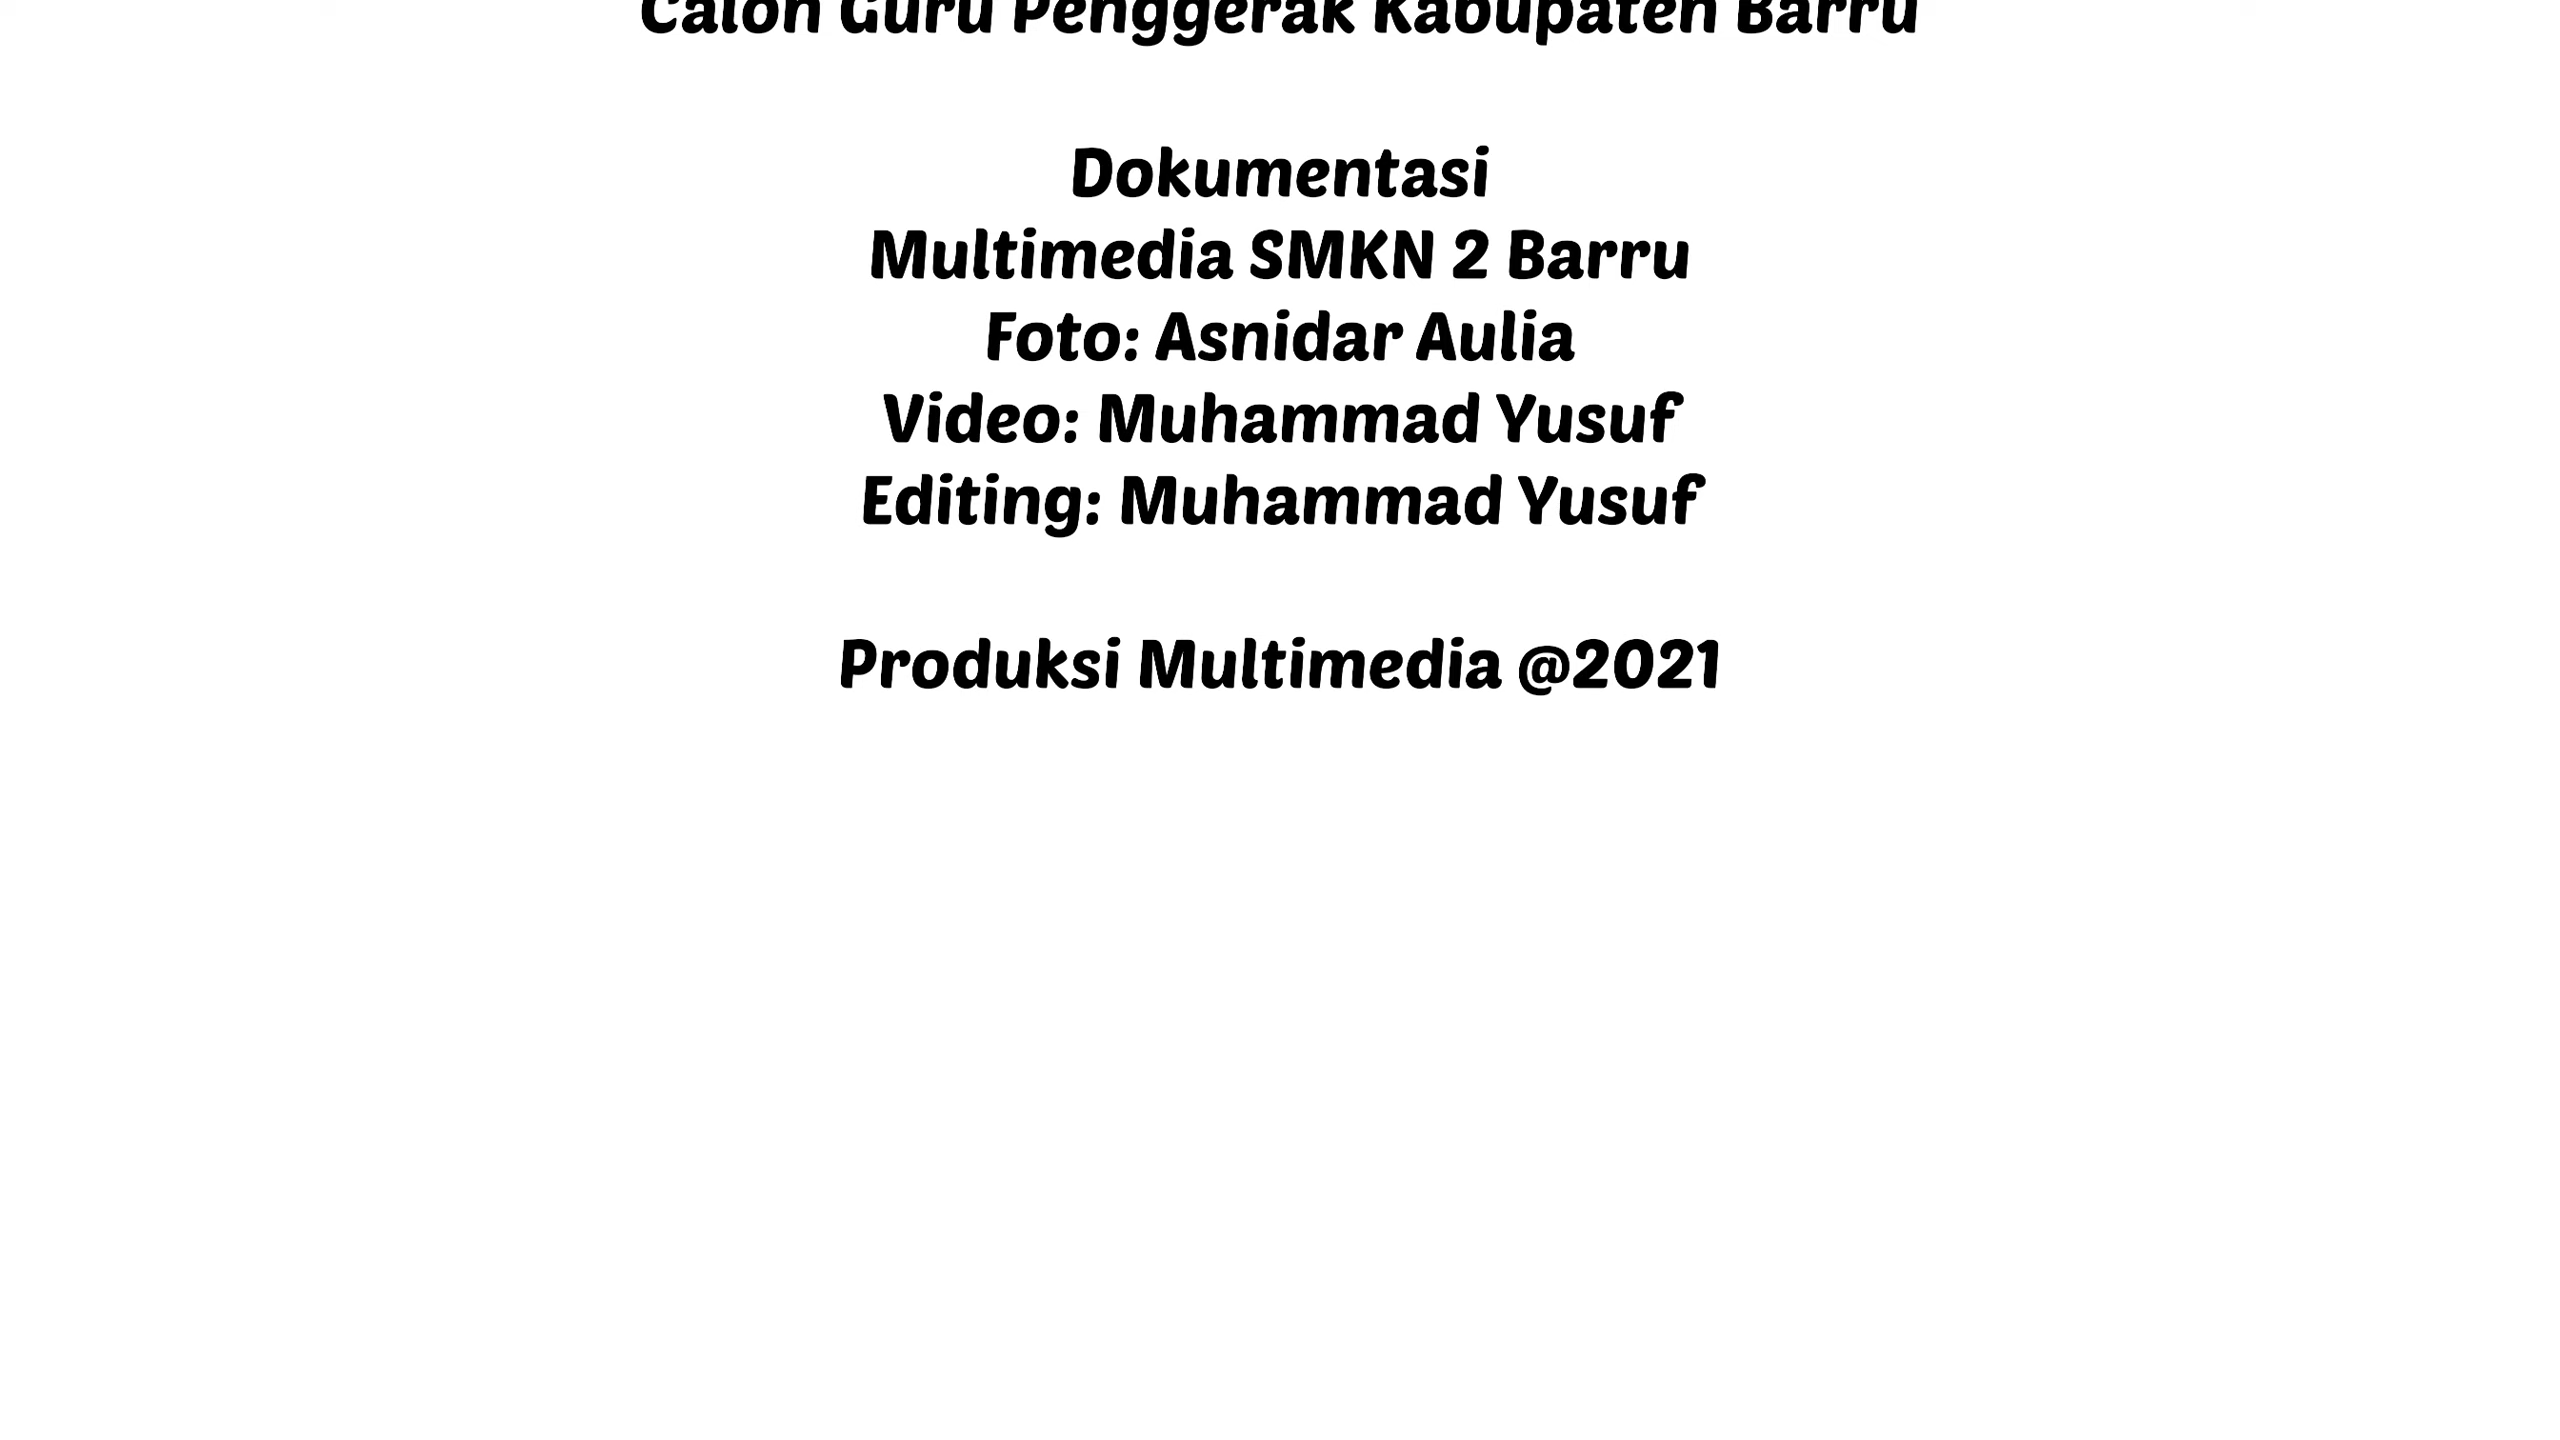 Calon Guru Penggerak Kabupaten Barru
Dokumentasi
Multimedia SMKN 2 Barru
Foto: Asnidar Aulia
Video: Muhammad Yusuf
Editing: Muhammad Yusuf
Produksi Multimedia @2021